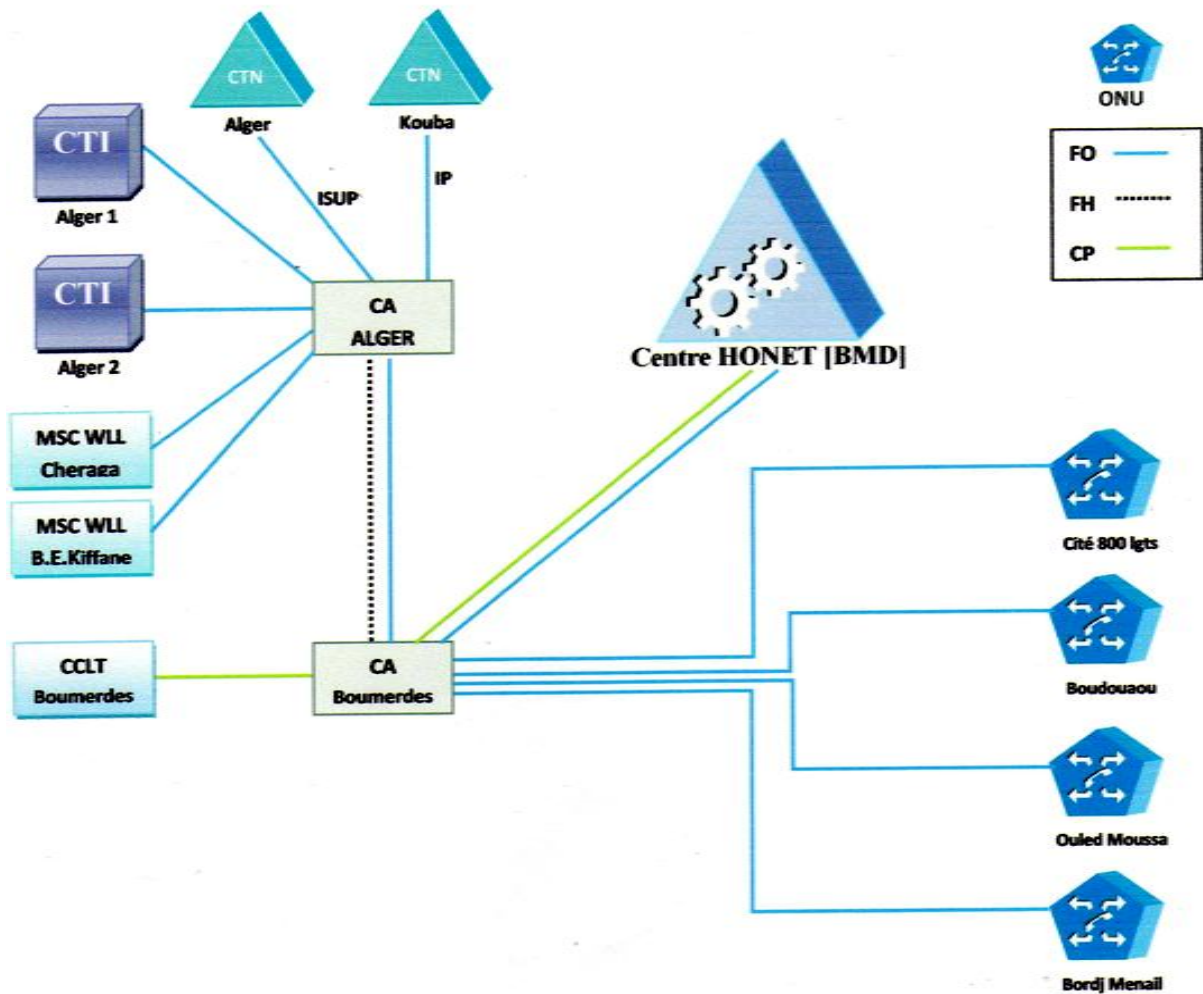 CTN
Alger
CTN
Kouba
ONU
CTI
Alger 1
ISUP
IP
FO
FH
CP
CTI
Alger 2
CA
ALGER
Centre HONET [BMD]
MSC WLL
Cheraga
MSC WLL
B.E.Kiffane
Cité 800 lgts
Boudouaou
CCLT
Boumerdes
CA
Boumerdes
Ouled Moussa
Bordj Menail